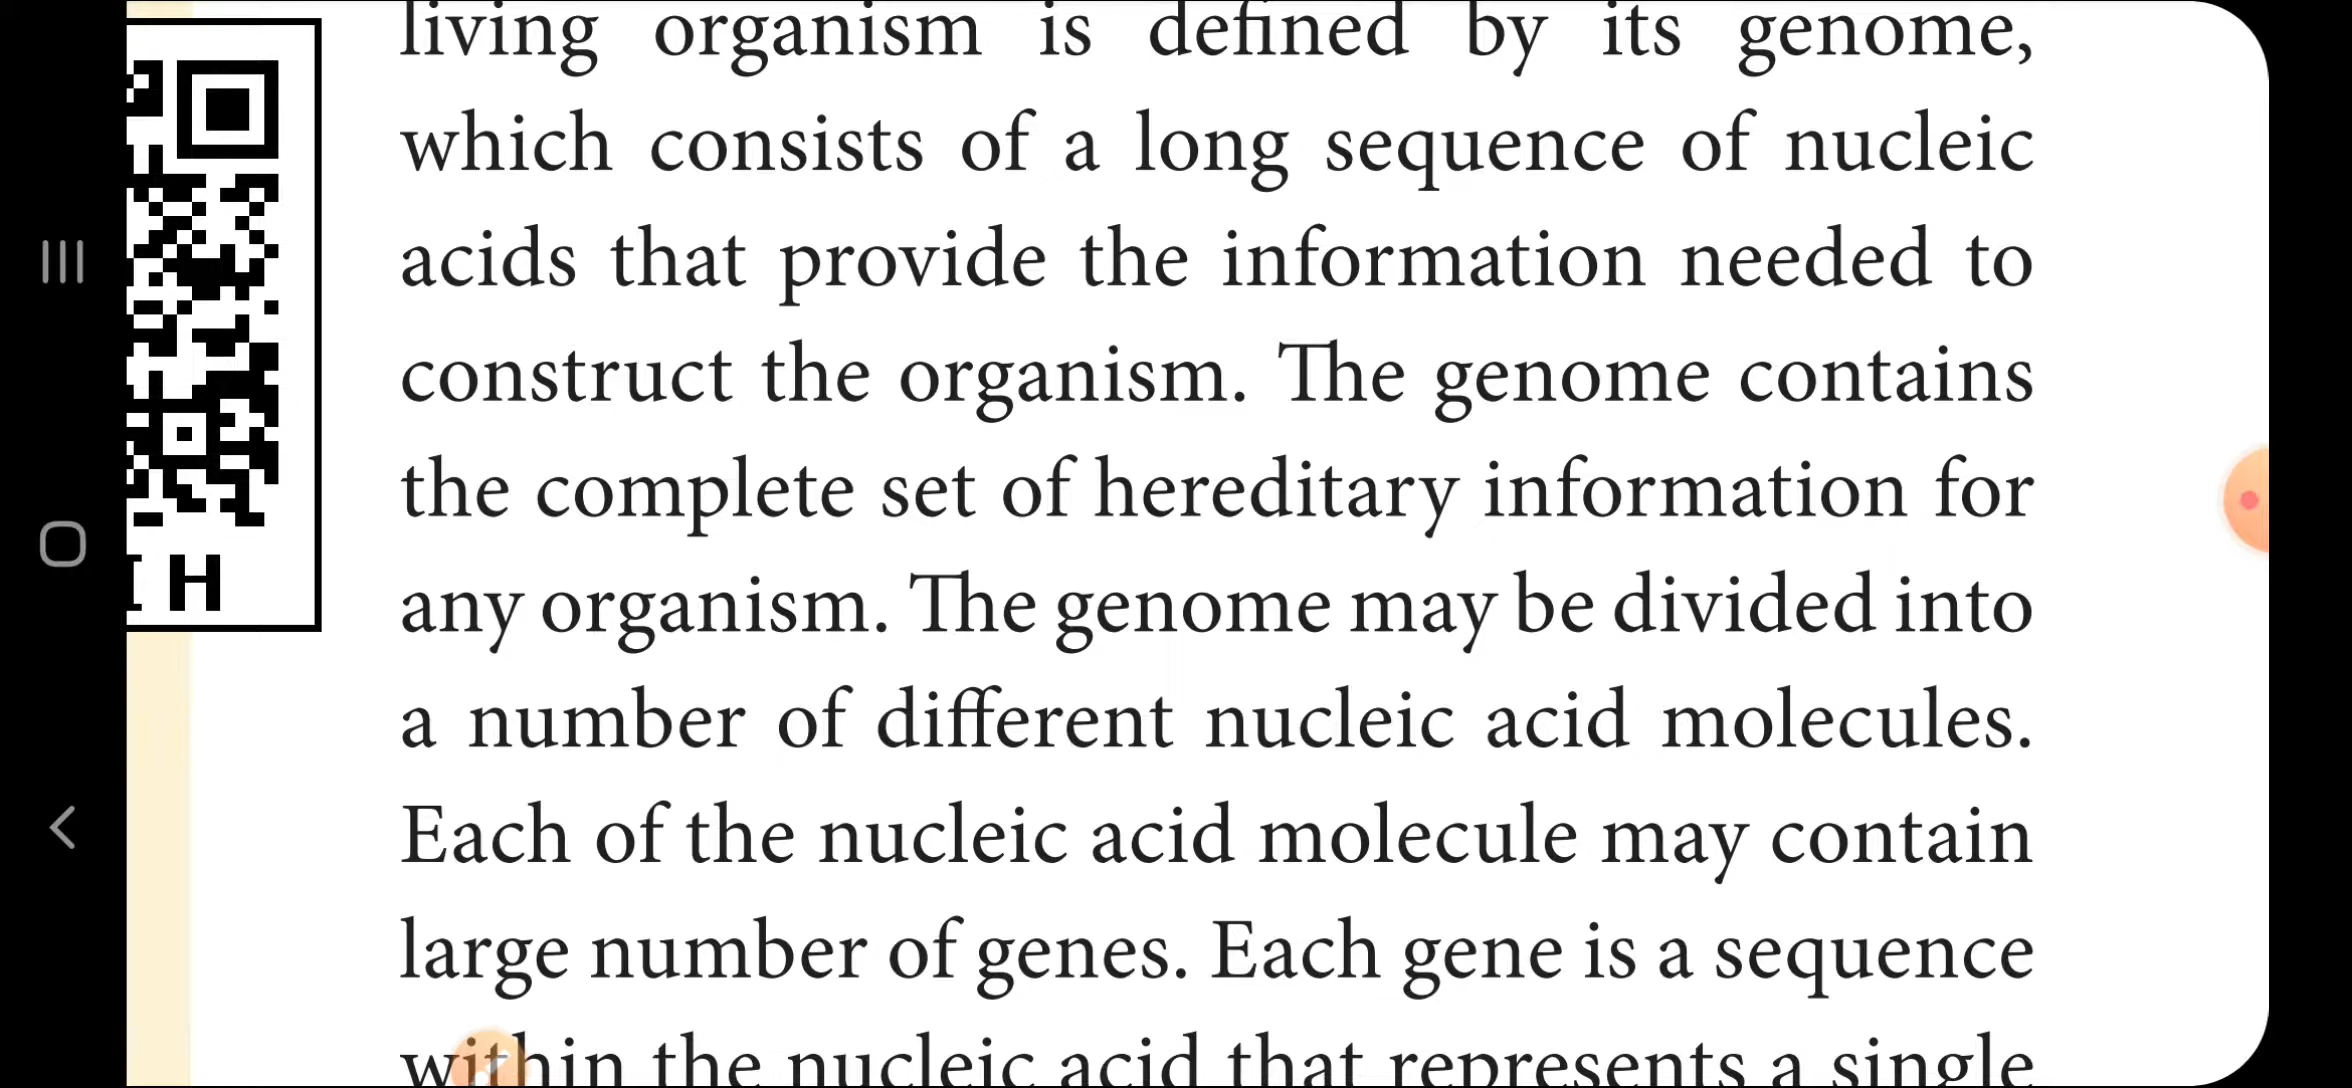 living organism is defined by its genome,
which consists of a long sequence of nucleic
acids that provide the information needed to
construct the organism. The genome contains
the complete set of hereditary information for
any organism. The genome may be divided into
a number of different nucleic acid molecules.
Each of the nucleic acid molecule may contain
large number of genes. Each gene is a sequence
within the nucleic acid that represents a single
H